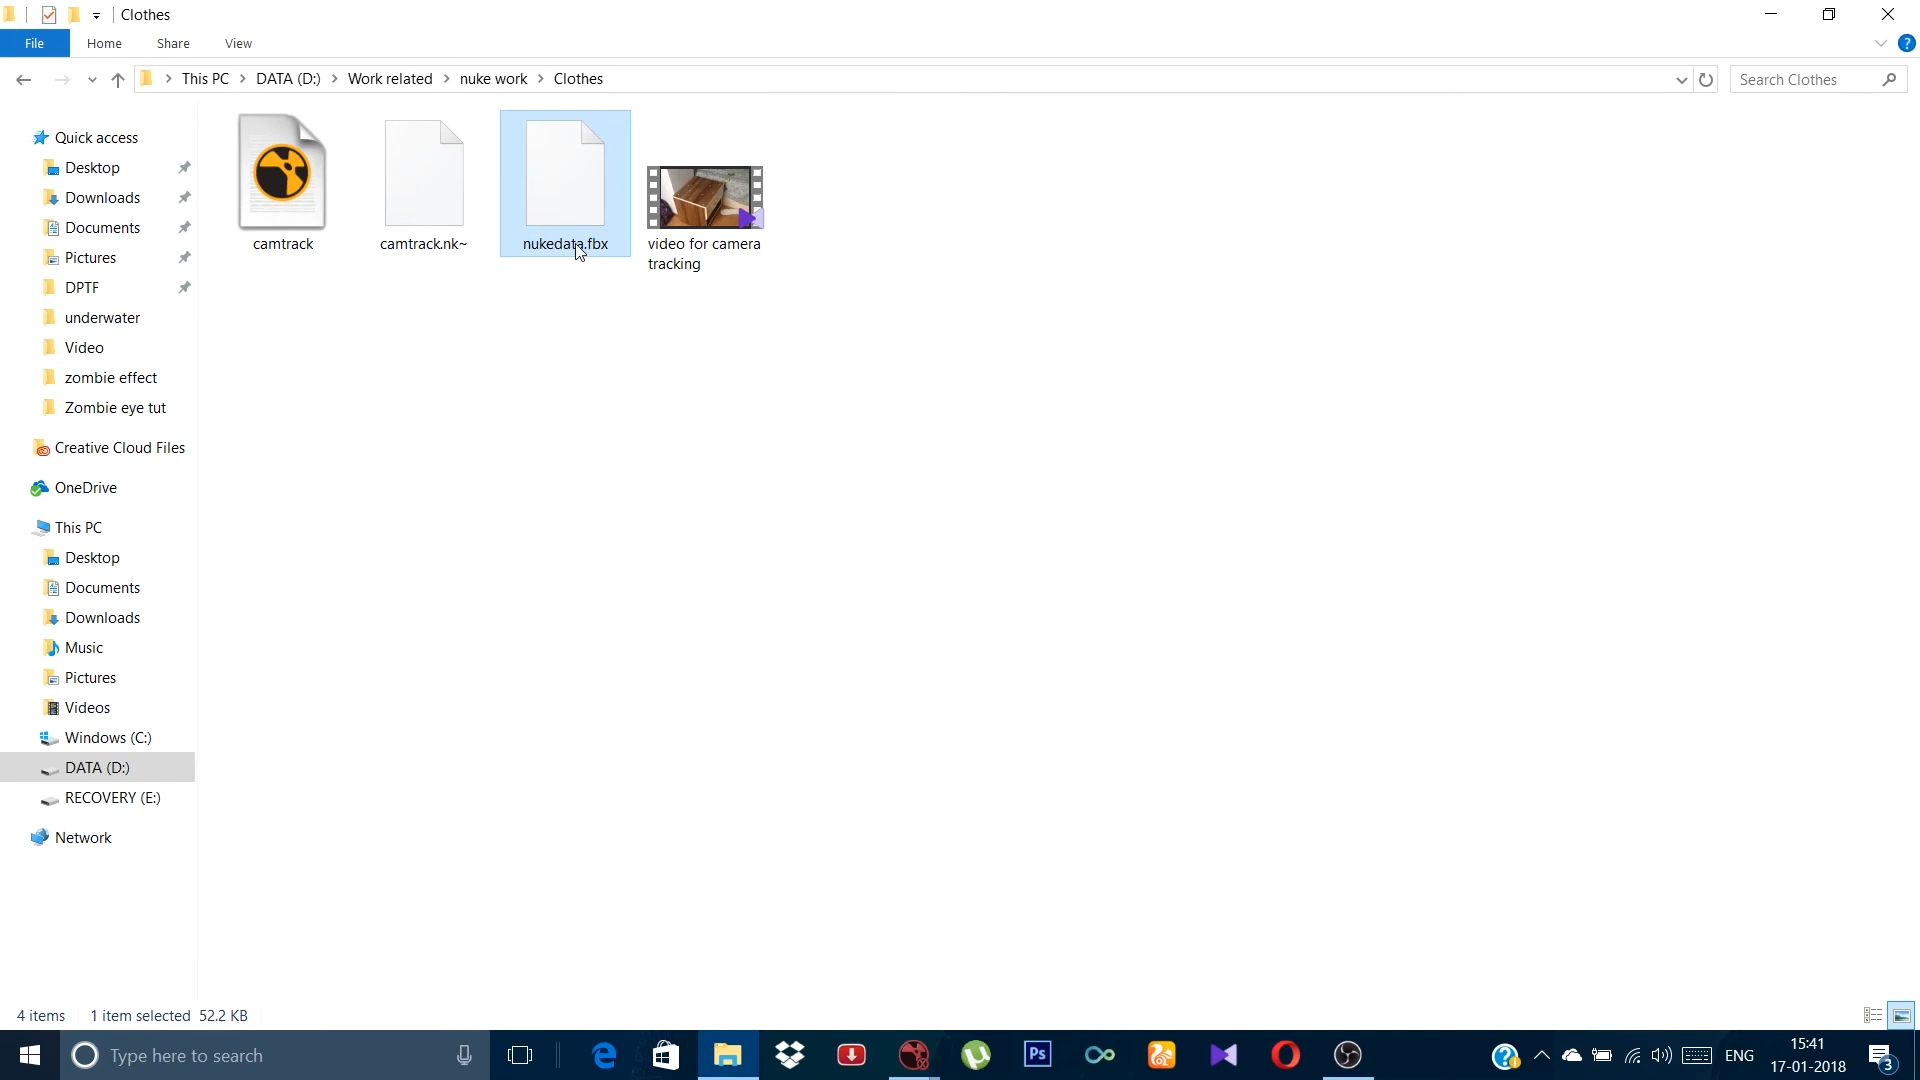 Clothes
File Home Share View
This PC DATA (D:) Work related nuke work Clothes
Search Clothes
Quick access
Desktop
Downloads
Documents
Pictures
DPTF
underwater
Video
zombie effect
Zombie eye tut
Creative Cloud Files
OneDrive
This PC
Desktop
Documents
Downloads
Music
Pictures
Videos
Windows (C:)
DATA (D:)
RECOVERY (E:)
Network
camtrack
camtrack.nk~
nukedata.fbx
video for camera
tracking
4 items 1 item selected 52.2 KB
Type here to search
Ps
ENG
15:41
17-01-2018
3